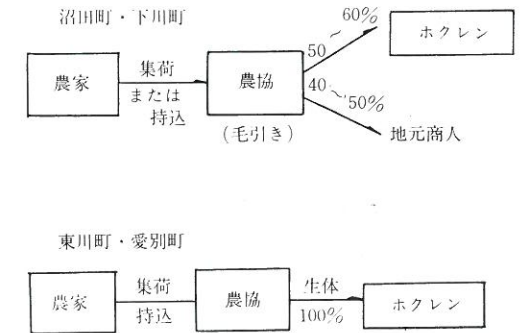 沼田町・下川町
農家
集荷
または
持込
農協
(毛引き)
50～60%
ホクレン
40～50%
地元商人
東川町・愛別町
農家
集荷
持込
農協
生体
100%
ホクレン